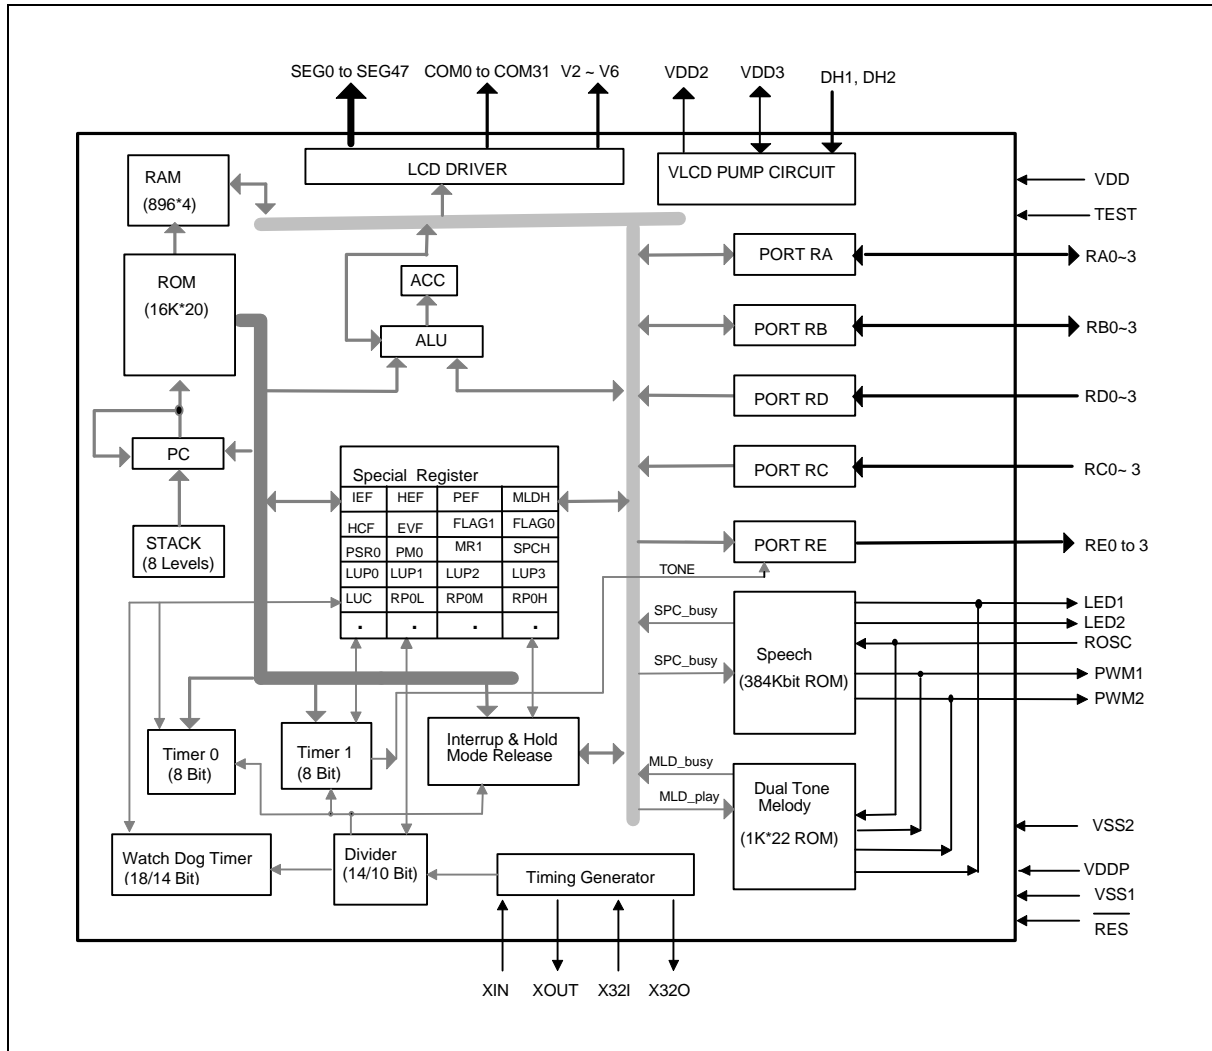 SEG0 to SEG47
COM0 to COM31
V2 ~ V6
VDD2
VDD3
DH1, DH2
LCD DRIVER
VLCD PUMP CIRCUIT
RAM
(896*4)
VDD
TEST
ROM
(16K*20)
ACC
ALU
PORT RA
RA0~3
PORT RB
RB0~3
PORT RD
RD0~3
PORT RC
RC0~ 3
PC
STACK
(8 Levels)
Special Register
IEF HEF PEF MLDH
HCF EVF FLAG1 FLAG0
PSR0 PM0 MR1 SPCH
LUP0 LUP1 LUP2 LUP3
LUC RP0L RP0M RP0H
. . . .
PORT RE
RE0 to 3
TONE
SPC_busy
SPC_busy
Speech
(384Kbit ROM)
LED1
LED2
ROSC
PWM1
PWM2
Timer 0
(8 Bit)
Timer 1
(8 Bit)
Interrup & Hold
Mode Release
MLD_busy
MLD_play
Dual Tone
Melody
(1K*22 ROM)
VSS2
VDDP
VSS1
RES
Watch Dog Timer
(18/14 Bit)
Divider
(14/10 Bit)
Timing Generator
XIN
XOUT
X32I
X32O